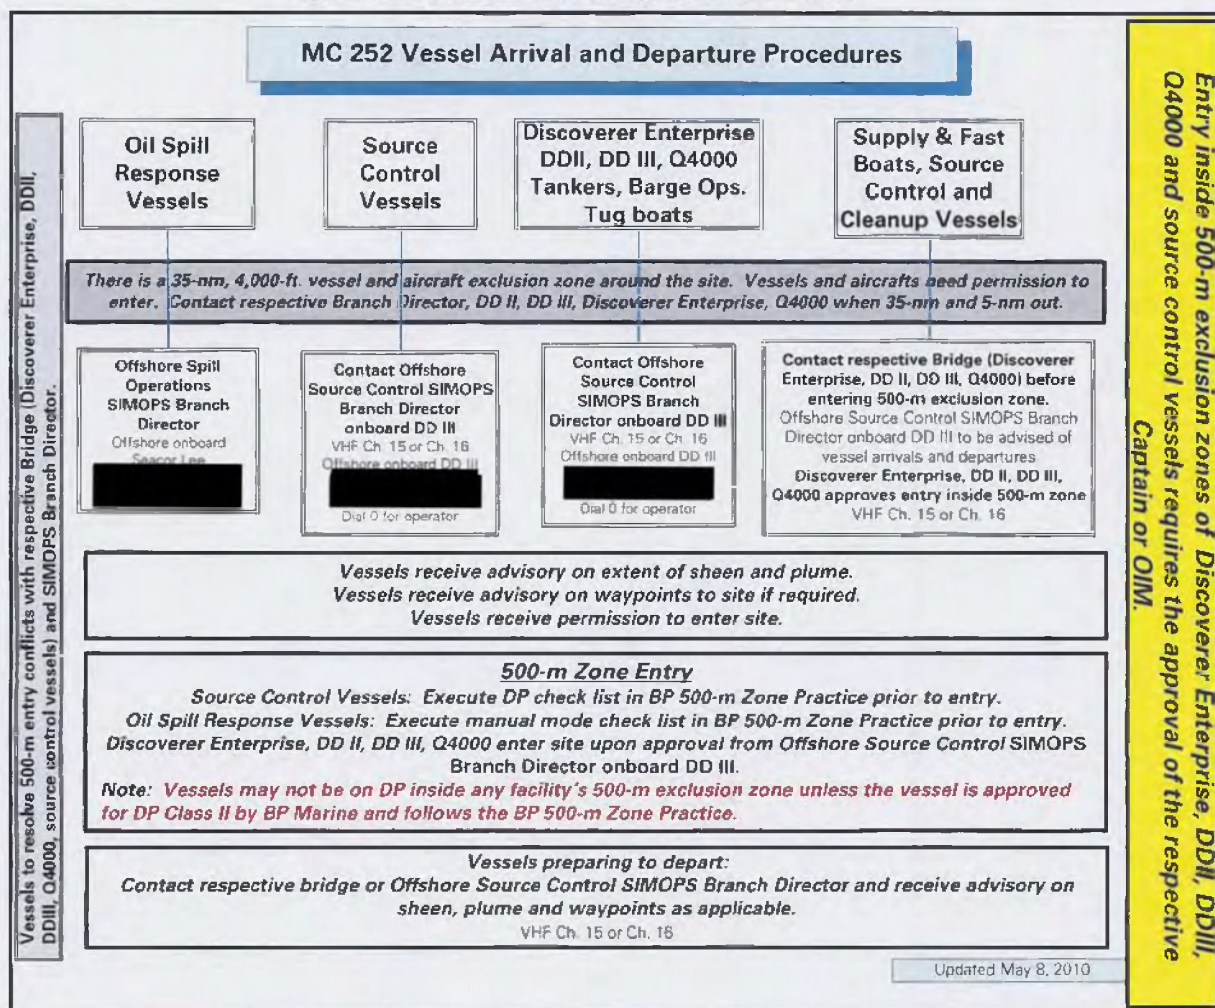 MC 252 Vessel Arrival and Departure Procedures
Oil Spill
Response
Vessels
Source
Control
Vessels
Discoverer Enterprise
DDII, DD III, Q4000
Tankers, Barge Ops.
Tug boats
Supply & Fast
Boats, Source
Control and
Cleanup Vessels
There is a 35-nm, 4,000-ft. vessel and aircraft exclusion zone around the site. Vessels and aircrafts need permission to
enter. Contact respective Branch Director, DD II, DD III, Discoverer Enterprise, Q4000 when 35-nm and 5-nm out.
Offshore Spill
Operations
SIMOPS Branch
Director
Offshore onboard
Seacor Lee
Contact Offshore
Source Control SIMOPS
Branch Director
onboard DD III
VHF Ch. 15 or Ch. 16
Offshore onboard DD III
Dial 0 for operator
Contact Offshore
Source Control
SIMOPS Branch
Director onboard DD III
VHF Ch. 15 or Ch. 16
Offshore onboard DD III
Dial 0 for operator
Contact respective Bridge (Discoverer
Enterprise, DD II, DD III, Q4000) before
entering 500-m exclusion zone.
Offshore Source Control SIMOPS Branch
Director onboard DD III to be advised of
vessel arrivals and departures
Discoverer Enterprise, DD II, DD III,
Q4000 approves entry inside 500-m zone
VHF Ch. 15 or Ch. 16
Vessels receive advisory on extent of sheen and plume.
Vessels receive advisory on waypoints to site if required.
Vessels receive permission to enter site.
500-m Zone Entry
Source Control Vessels: Execute DP check list in BP 500-m Zone Practice prior to entry.
Oil Spill Response Vessels: Execute manual mode check list in BP 500-m Zone Practice prior to entry.
Discoverer Enterprise, DD II, DD III, Q4000 enter site upon approval from Offshore Source Control SIMOPS
Branch Director onboard DD III.
Note: Vessels may not be on DP inside any facility's 500-m exclusion zone unless the vessel is approved
for DP Class II by BP Marine and follows the BP 500-m Zone Practice.
Vessels preparing to depart:
Contact respective bridge or Offshore Source Control SIMOPS Branch Director and receive advisory on
sheen, plume and waypoints as applicable.
VHF Ch. 15 or Ch. 16
Updated May 8, 2010
Vessels to resolve 500-m entry conflicts with respective Bridge (Discoverer Enterprise, DDII,
DDIII, Q4000, source control vessels) and SIMOPS Branch Director.
Entry inside 500-m exclusion zones of Discoverer Enterprise, DDII, DDIII,
Q4000 and source control vessels requires the approval of the respective
Captain or OIM.